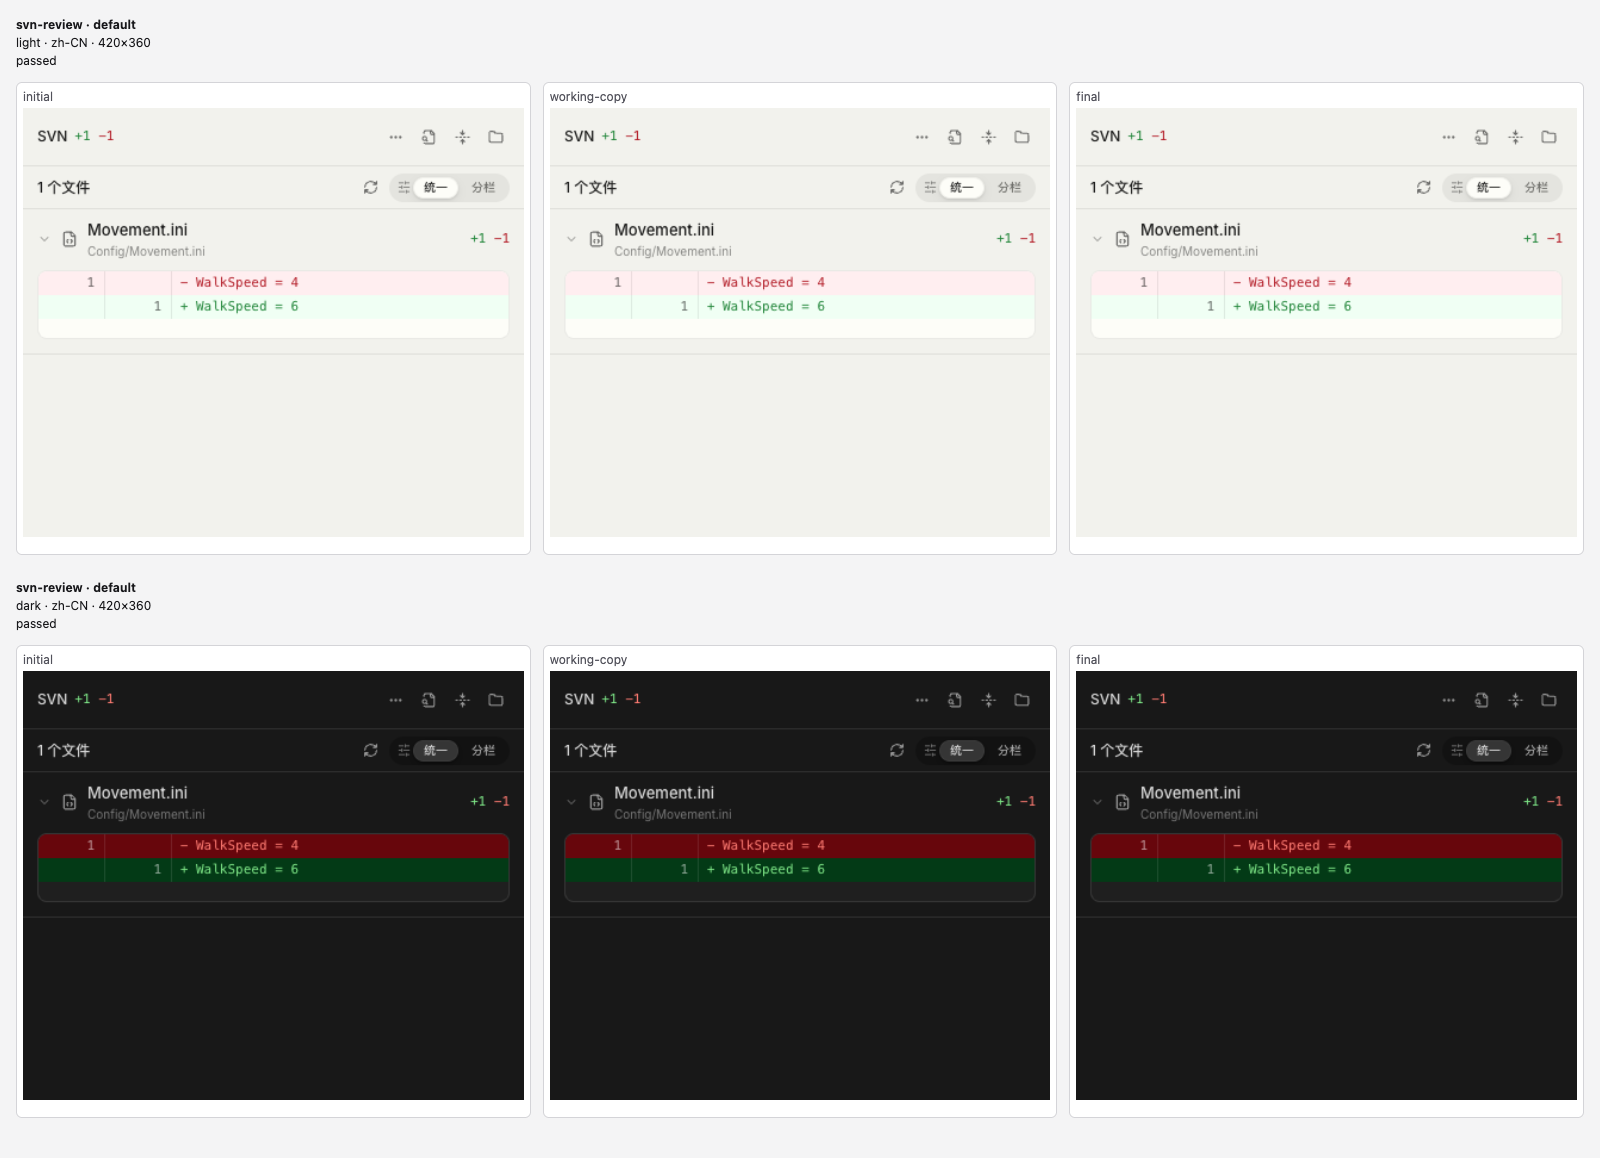 svn-review · default
light · zh-CN · 420×360
passed
initial
SVN +1 −1
1 个文件
统一 分栏
Movement.ini
Config/Movement.ini
+1 −1
1 − WalkSpeed = 4
1 + WalkSpeed = 6
working-copy
SVN +1 −1
1 个文件
统一 分栏
Movement.ini
Config/Movement.ini
+1 −1
1 − WalkSpeed = 4
1 + WalkSpeed = 6
final
SVN +1 −1
1 个文件
统一 分栏
Movement.ini
Config/Movement.ini
+1 −1
1 − WalkSpeed = 4
1 + WalkSpeed = 6
svn-review · default
dark · zh-CN · 420×360
passed
initial
SVN +1 −1
1 个文件
统一 分栏
Movement.ini
Config/Movement.ini
+1 −1
1 − WalkSpeed = 4
1 + WalkSpeed = 6
working-copy
SVN +1 −1
1 个文件
统一 分栏
Movement.ini
Config/Movement.ini
+1 −1
1 − WalkSpeed = 4
1 + WalkSpeed = 6
final
SVN +1 −1
1 个文件
统一 分栏
Movement.ini
Config/Movement.ini
+1 −1
1 − WalkSpeed = 4
1 + WalkSpeed = 6